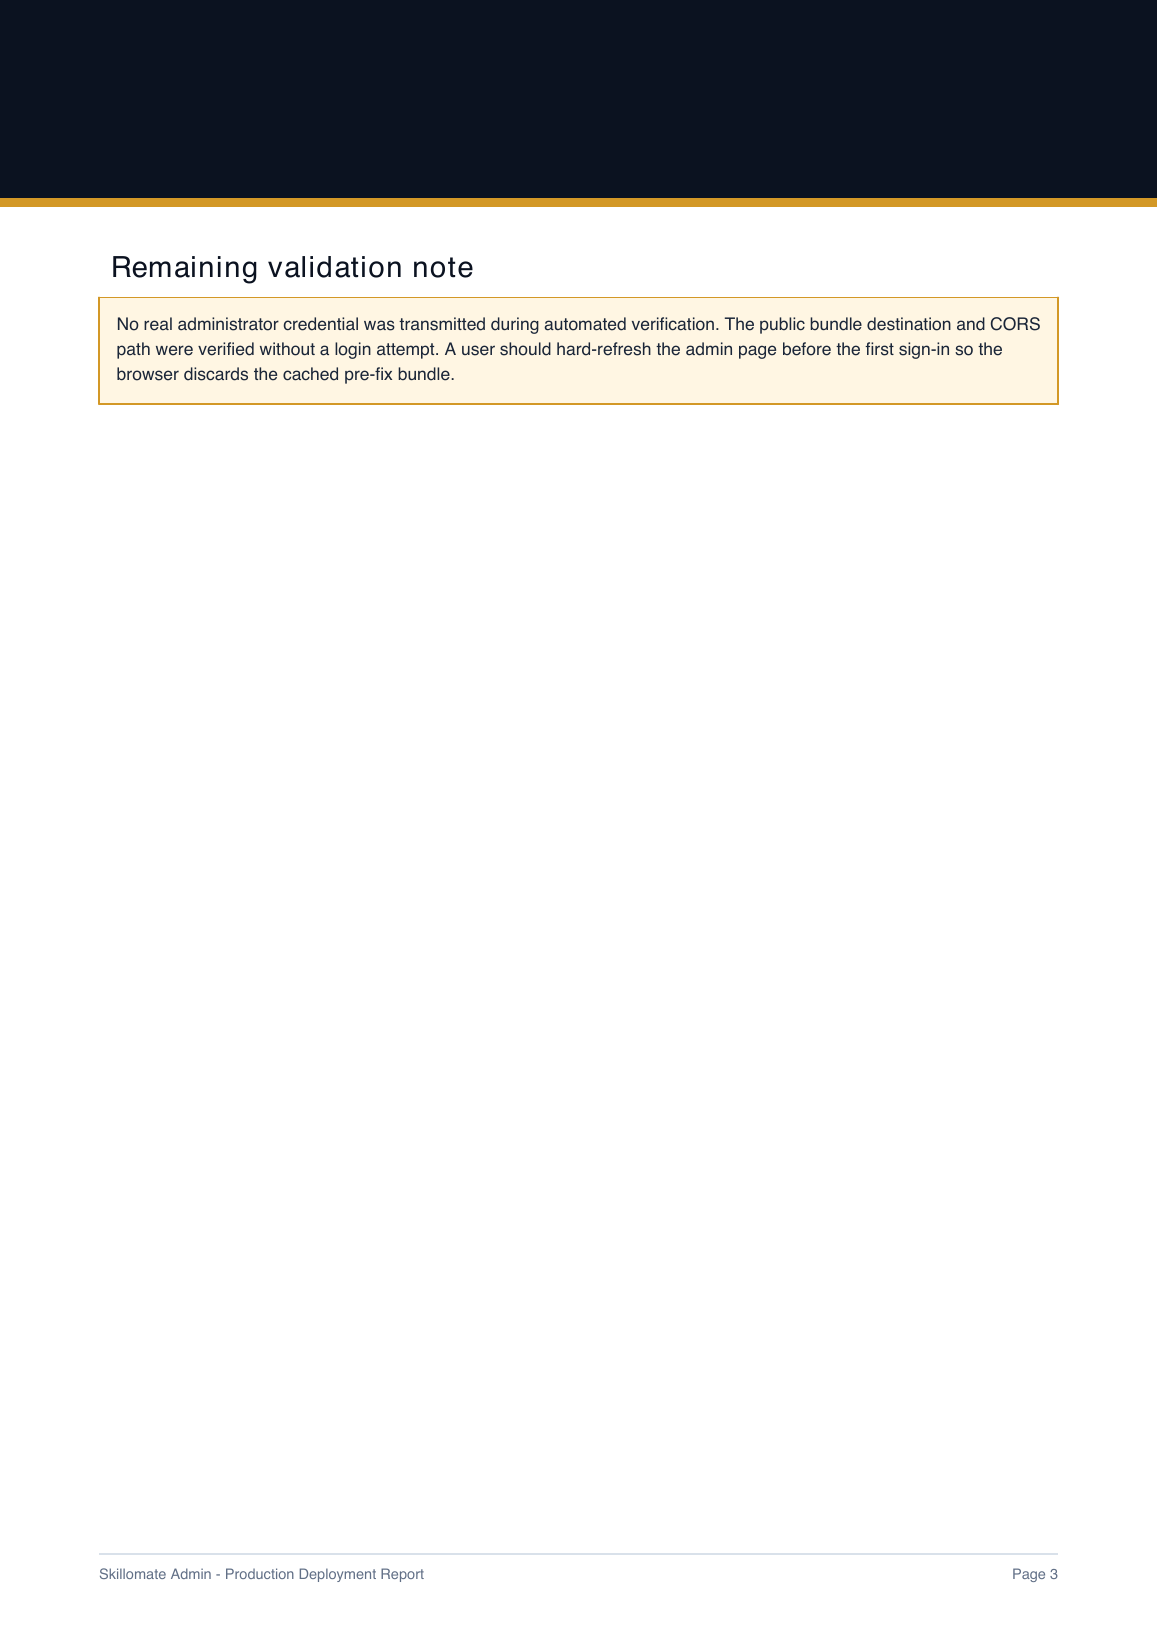 Remaining validation note
No real administrator credential was transmitted during automated verification. The public bundle destination and CORS
path were verified without a login attempt. A user should hard-refresh the admin page before the first sign-in so the
browser discards the cached pre-fix bundle.
Skillomate Admin - Production Deployment Report
Page 3